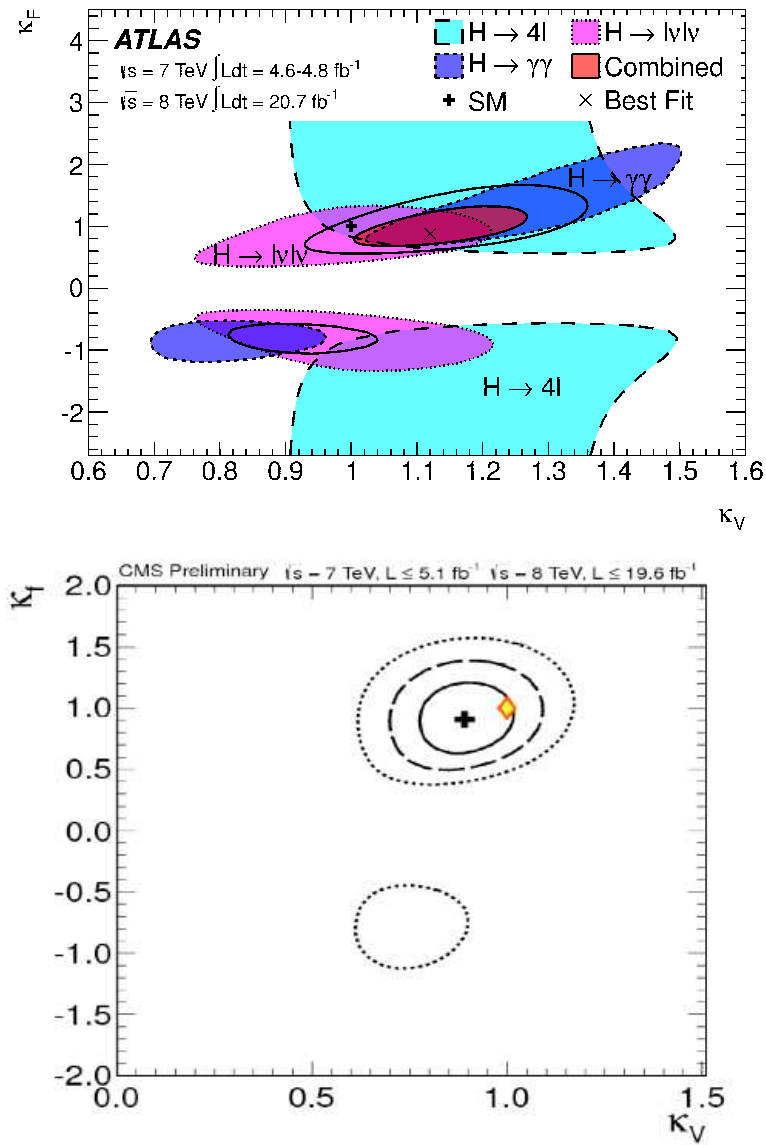 κF
ATLAS
√s = 7 TeV ∫Ldt = 4.6-4.8 fb⁻¹
√s = 8 TeV ∫Ldt = 20.7 fb⁻¹
H → 4l
H → lνlν
H → γγ
Combined
SM
Best Fit
4
3
2
1
0
-1
-2
H → γγ
H → lνlν
H → 4l
0.6 0.7 0.8 0.9 1 1.1 1.2 1.3 1.4 1.5 1.6
κV
CMS Preliminary √s = 7 TeV, L ≤ 5.1 fb⁻¹ √s = 8 TeV, L ≤ 19.6 fb⁻¹
κf
2.0
1.5
1.0
0.5
0.0
-0.5
-1.0
-1.5
-2.0
0.0 0.5 1.0 1.5
κV